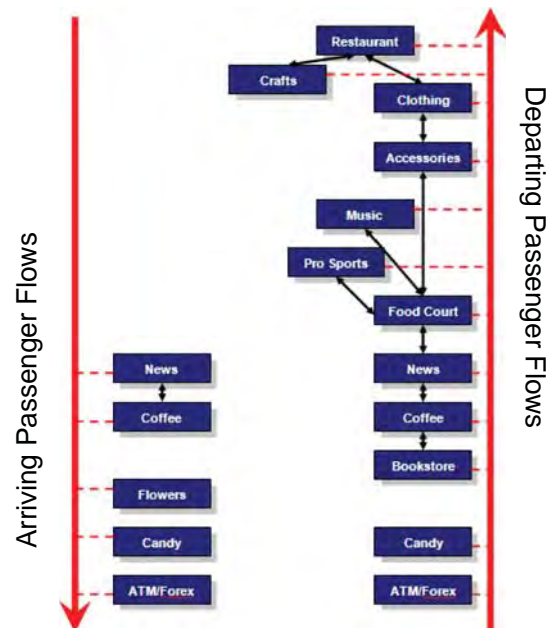 Restaurant
Crafts
Clothing
Accessories
Music
Pro Sports
Food Court
News
Coffee
Bookstore
Candy
ATM/Forex
News
Coffee
Flowers
Candy
ATM/Forex
Arriving Passenger Flows
Departing Passenger Flows